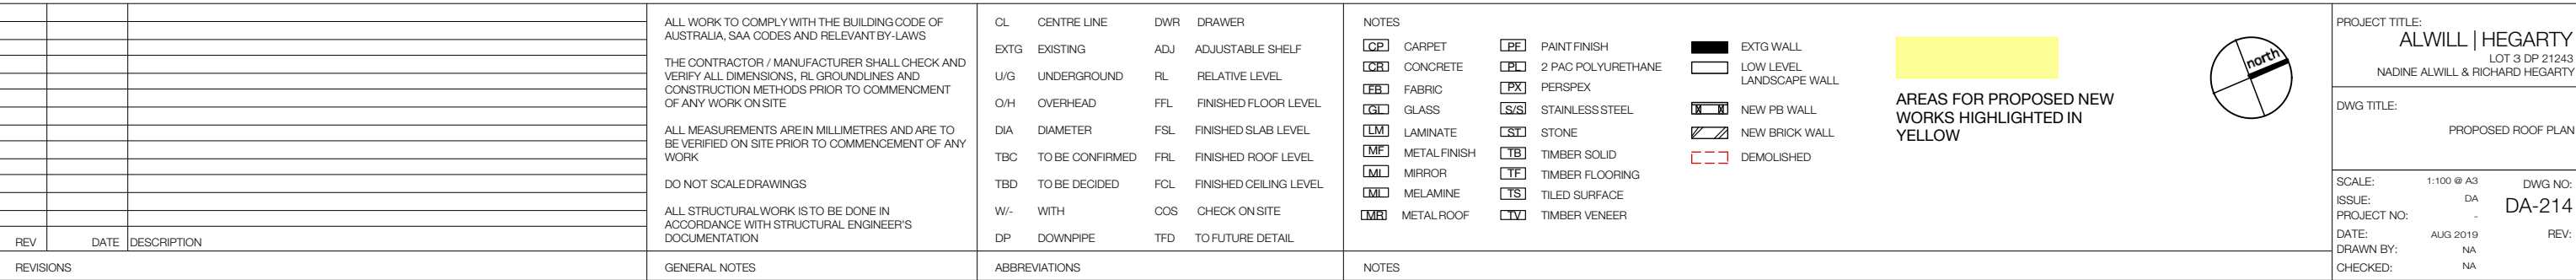 REV DATE DESCRIPTION
REVISIONS
ALL WORK TO COMPLY WITH THE BUILDING CODE OF
AUSTRALIA, SAA CODES AND RELEVANT BY-LAWS
THE CONTRACTOR / MANUFACTURER SHALL CHECK AND
VERIFY ALL DIMENSIONS, RL GROUNDLINES AND
CONSTRUCTION METHODS PRIOR TO COMMENCMENT
OF ANY WORK ON SITE
ALL MEASUREMENTS ARE IN MILLIMETRES AND ARE TO
BE VERIFIED ON SITE PRIOR TO COMMENCEMENT OF ANY
WORK
DO NOT SCALE DRAWINGS
ALL STRUCTURAL WORK IS TO BE DONE IN
ACCORDANCE WITH STRUCTURAL ENGINEER'S
DOCUMENTATION
GENERAL NOTES
CL CENTRE LINE DWR DRAWER
EXTG EXISTING ADJ ADJUSTABLE SHELF
U/G UNDERGROUND RL RELATIVE LEVEL
O/H OVERHEAD FFL FINISHED FLOOR LEVEL
DIA DIAMETER FSL FINISHED SLAB LEVEL
TBC TO BE CONFIRMED FRL FINISHED ROOF LEVEL
TBD TO BE DECIDED FCL FINISHED CEILING LEVEL
W/- WITH COS CHECK ON SITE
DP DOWNPIPE TFD TO FUTURE DETAIL
ABBREVIATIONS
NOTES
CP CARPET
CR CONCRETE
FB FABRIC
GL GLASS
LM LAMINATE
MF METAL FINISH
MI MIRROR
ML MELAMINE
MR METAL ROOF
PF PAINT FINISH
PL 2 PAC POLYURETHANE
PX PERSPEX
S/S STAINLESS STEEL
ST STONE
TB TIMBER SOLID
TF TIMBER FLOORING
TS TILED SURFACE
TV TIMBER VENEER
EXTG WALL
LOW LEVEL
LANDSCAPE WALL
NEW PB WALL
NEW BRICK WALL
DEMOLISHED
AREAS FOR PROPOSED NEW
WORKS HIGHLIGHTED IN
YELLOW
north
NOTES
PROJECT TITLE:
ALWILL | HEGARTY
LOT 3 DP 21243
NADINE ALWILL & RICHARD HEGARTY
DWG TITLE:
PROPOSED ROOF PLAN
SCALE: 1:100 @ A3
ISSUE: DA
PROJECT NO: -
DATE: AUG 2019
DRAWN BY: NA
CHECKED: NA
DWG NO:
DA-214
REV: